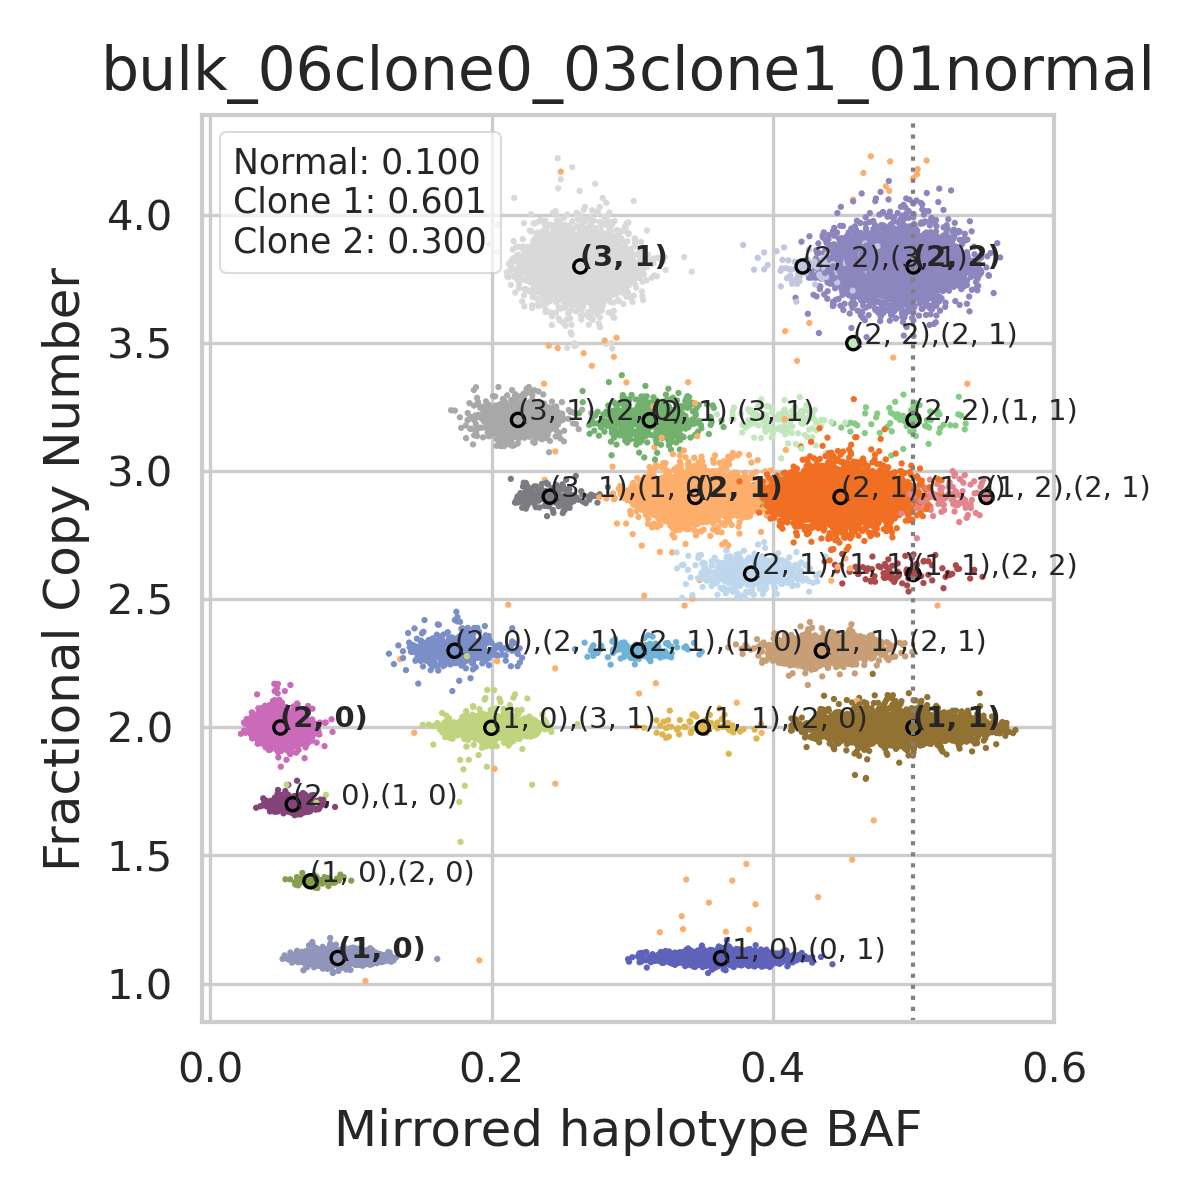 bulk_06clone0_03clone1_01normal
Normal: 0.100
Clone 1: 0.601
Clone 2: 0.300
(3, 1)
(2, 2),(3, 1)
(2, 2)
(2, 2),(2, 1)
(3, 1),(2, 0)
(2, 1),(3, 1)
(2, 2),(1, 1)
(3, 1),(1, 0)
(2, 1)
(2, 1),(1, 2)
(1, 2),(2, 1)
(2, 1),(1, 1)
(1, 1),(2, 2)
(2, 0),(2, 1)
(2, 1),(1, 0)
(1, 1),(2, 1)
(2, 0)
(1, 0),(3, 1)
(1, 1),(2, 0)
(1, 1)
(2, 0),(1, 0)
(1, 0),(2, 0)
(1, 0)
(1, 0),(0, 1)
4.0
3.5
3.0
2.5
2.0
1.5
1.0
Fractional Copy Number
0.0
0.2
0.4
0.6
Mirrored haplotype BAF